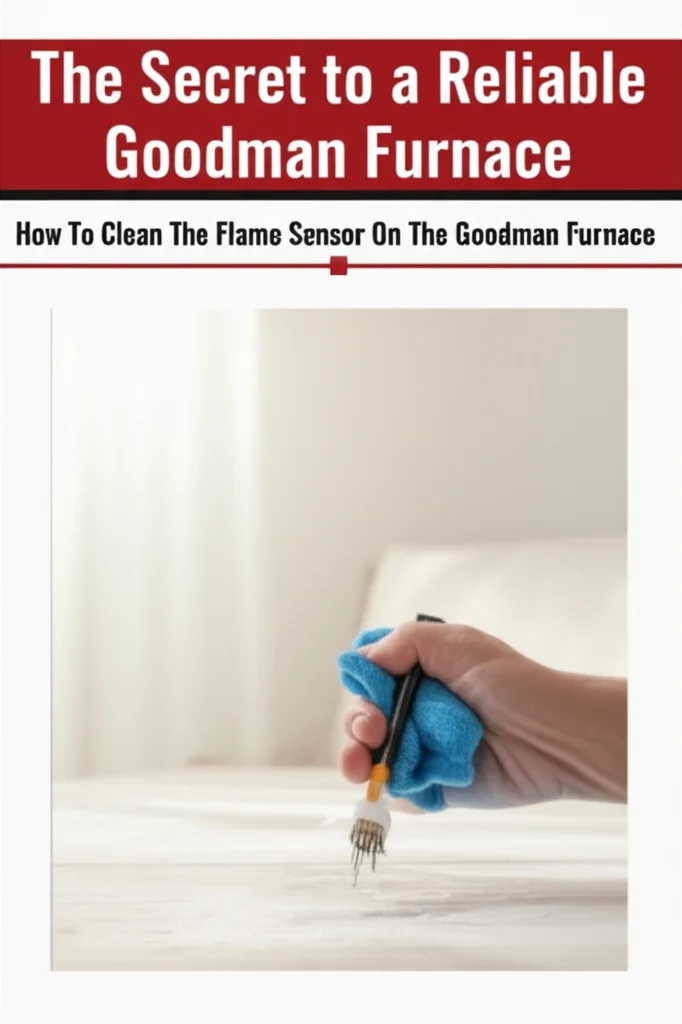 The Secret to a Reliable
Goodman Furnace
How To Clean The Flame Sensor On The Goodman Furnace